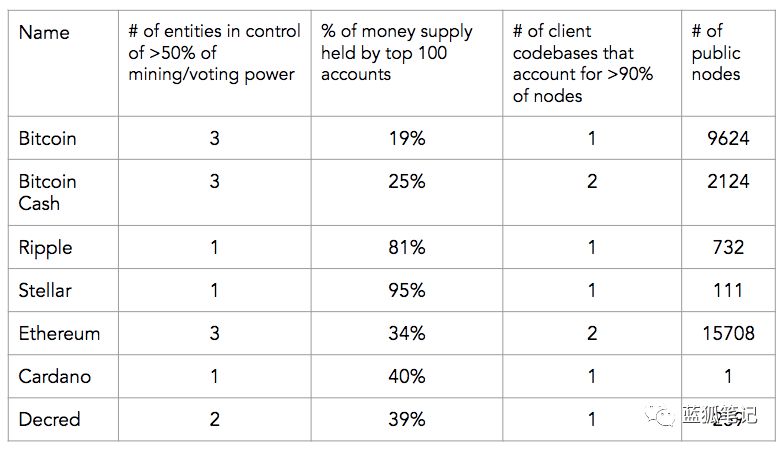 Name
# of entities in control of >50% of mining/voting power
% of money supply held by top 100 accounts
# of client codebases that account for >90% of nodes
# of public nodes
Bitcoin 3 19% 1 9624
Bitcoin Cash 3 25% 2 2124
Ripple 1 81% 1 732
Stellar 1 95% 1 111
Ethereum 3 34% 2 15708
Cardano 1 40% 1 1
Decred 2 39% 1
蓝狐笔记